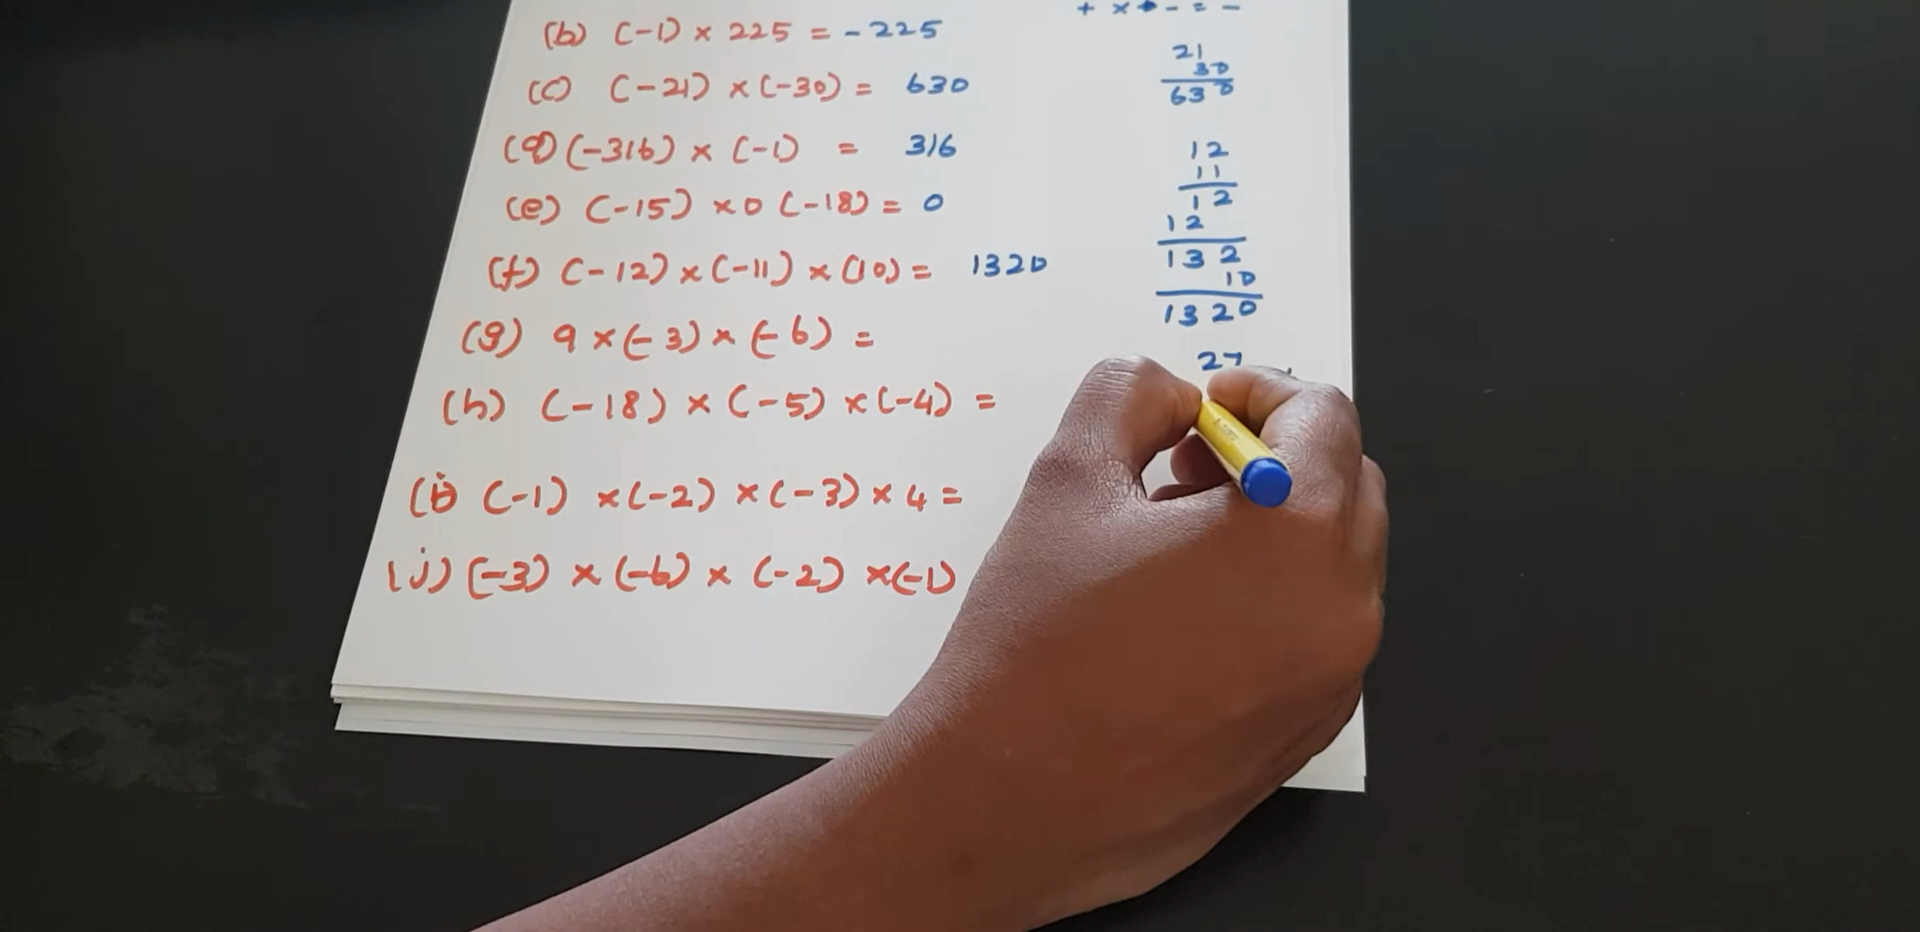 + × - = -
(b) (-1) × 225 = -225
(c) (-21) × (-30) = 630
(d) (-316) × (-1) = 316
(e) (-15) × 0 (-18) = 0
(f) (-12) × (-11) × (10) = 1320
(g) 9 × (-3) × (-6) =
(h) (-18) × (-5) × (-4) =
(i) (-1) × (-2) × (-3) × 4 =
(j) (-3) × (-6) × (-2) × (-1)
21
30
630
12
11
12
12
132
10
1320
27